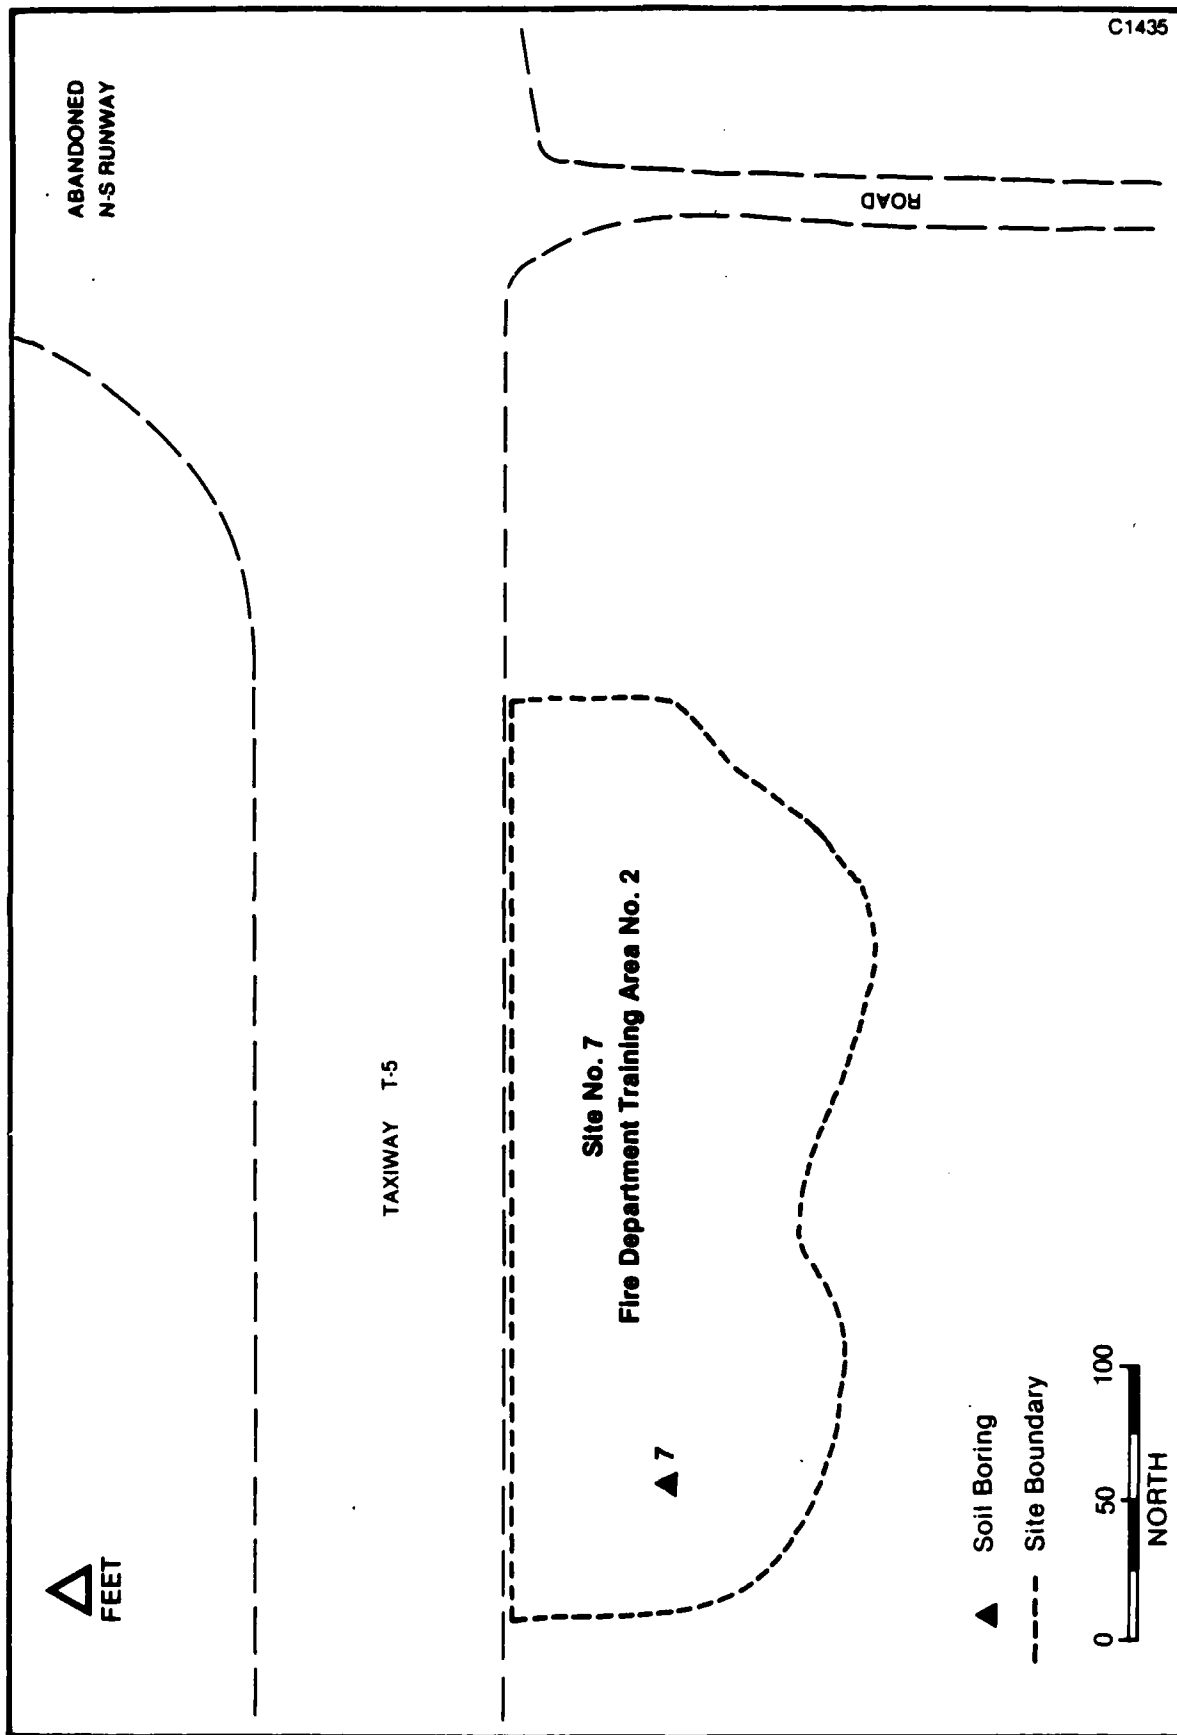 C1435
ABANDONED
N-S RUNWAY
ROAD
TAXIWAY T-5
Site No. 7
Fire Department Training Area No. 2
7
FEET
Soil Boring
Site Boundary
0 50 100
NORTH